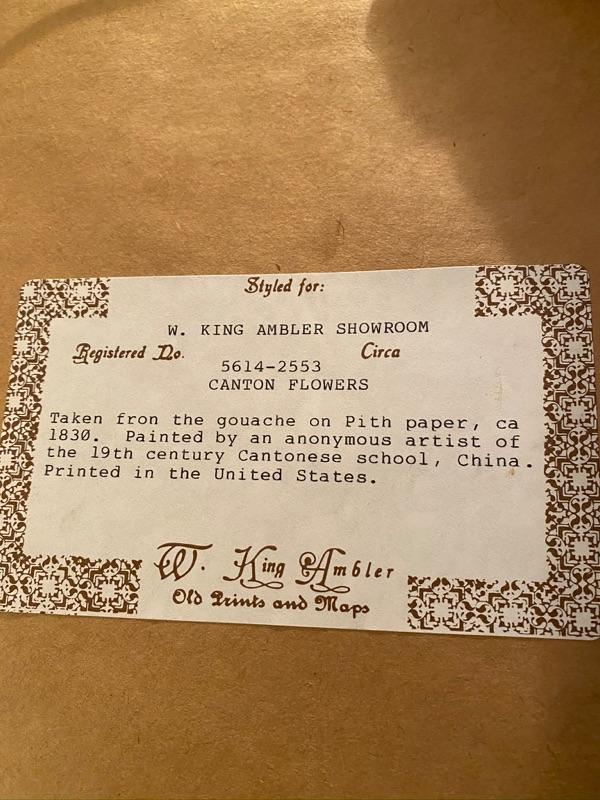 Styled for:
W. KING AMBLER SHOWROOM
Registered No. Circa
5614-2553
CANTON FLOWERS
Taken fron the gouache on Pith paper, ca
1830. Painted by an anonymous artist of
the 19th century Cantonese school, China.
Printed in the United States.
W. King Ambler
Old Prints and Maps